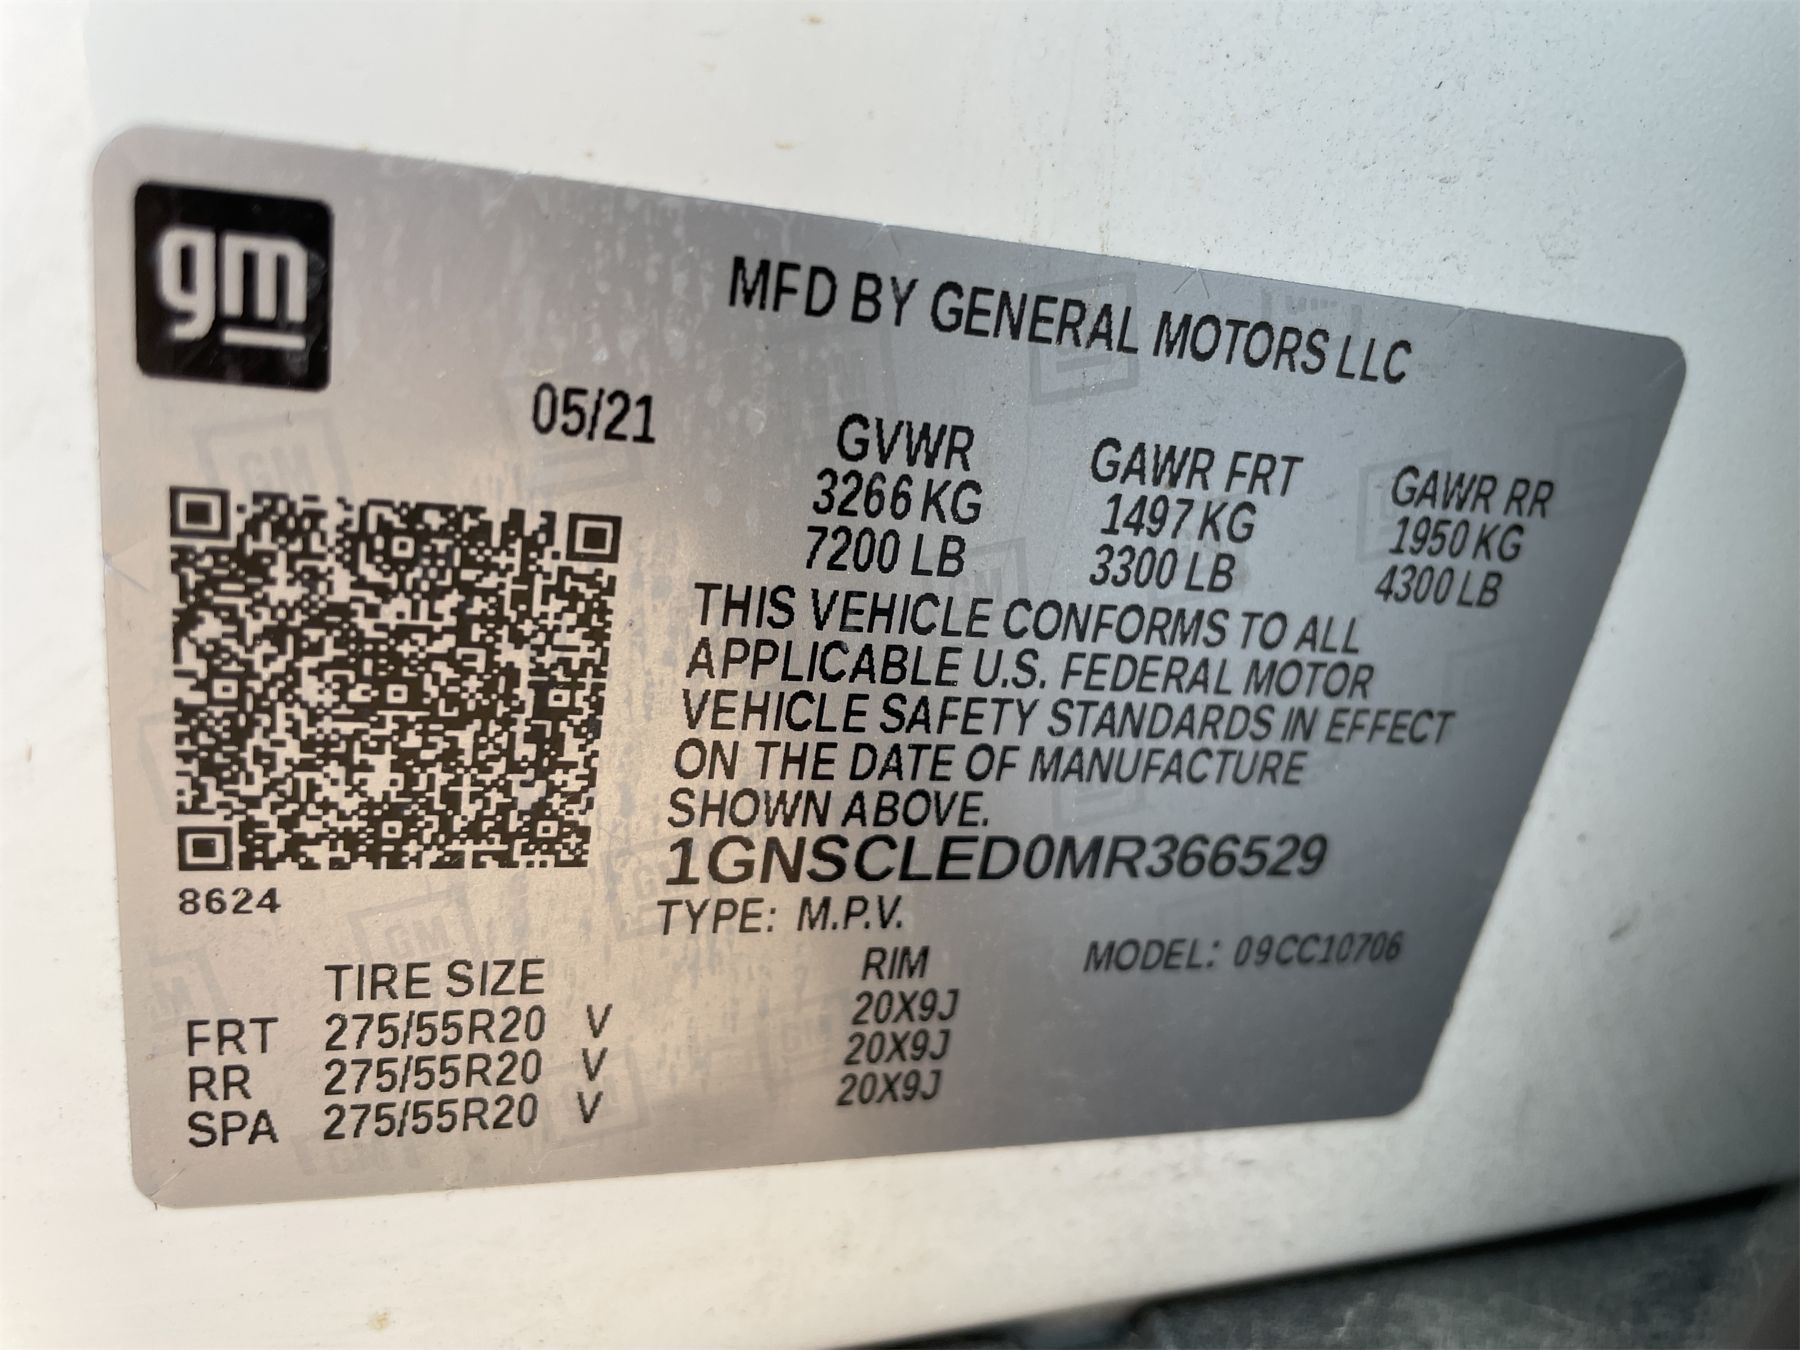 gm
MFD BY GENERAL MOTORS LLC
05/21
GVWR GAWR FRT GAWR RR
3266 KG 1497 KG 1950 KG
7200 LB 3300 LB 4300 LB
THIS VEHICLE CONFORMS TO ALL
APPLICABLE U.S. FEDERAL MOTOR
VEHICLE SAFETY STANDARDS IN EFFECT
ON THE DATE OF MANUFACTURE
SHOWN ABOVE.
1GNSCLED0MR366529
8624
TYPE: M.P.V. MODEL: 09CC10706
TIRE SIZE RIM
FRT 275/55R20 V 20X9J
RR 275/55R20 V 20X9J
SPA 275/55R20 V 20X9J